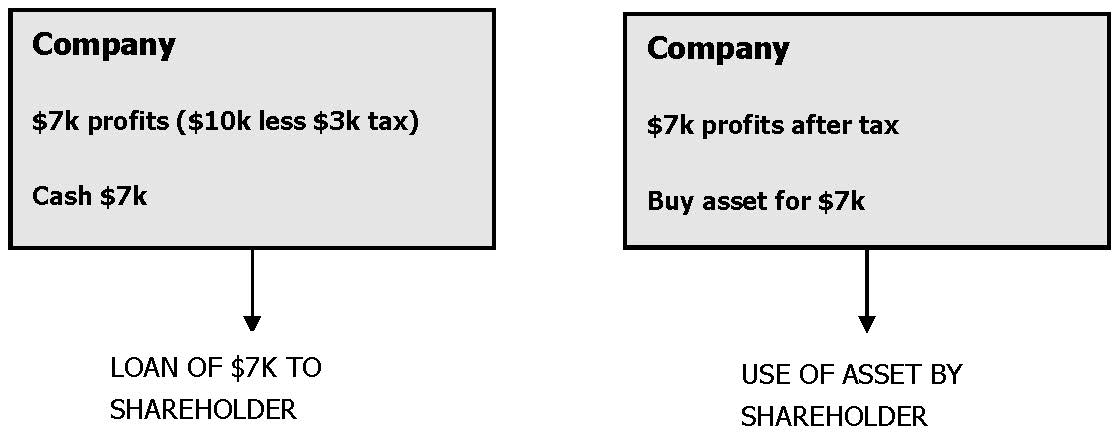 Company
$7k profits ($10k less $3k tax)
Cash $7k
LOAN OF $7K TO
SHAREHOLDER
Company
$7k profits after tax
Buy asset for $7k
USE OF ASSET BY
SHAREHOLDER